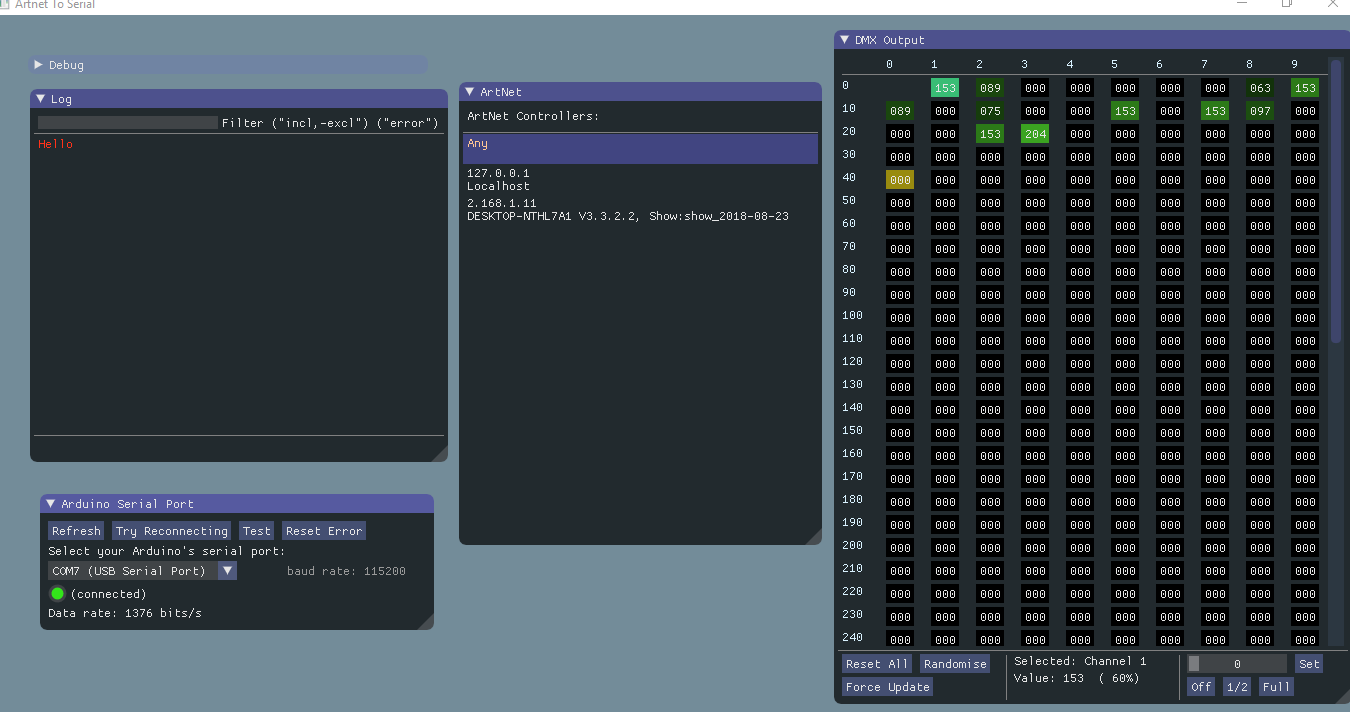 Artnet To Serial
Debug
Log
Filter ("incl,-excl") ("error")
Hello
Arduino Serial Port
Refresh Try Reconnecting Test Reset Error
Select your Arduino's serial port:
COM7 (USB Serial Port) baud rate: 115200
(connected)
Data rate: 1376 bits/s
ArtNet
ArtNet Controllers:
Any
127.0.0.1
Localhost
2.168.1.11
DESKTOP-NTHL7A1 V3.3.2.2, Show:show_2018-08-23
DMX Output
0 1 2 3 4 5 6 7 8 9
0 153 089 000 000 000 000 000 063 153
10 089 000 075 000 000 153 000 153 097 000
20 000 000 153 204 000 000 000 000 000 000
30 000 000 000 000 000 000 000 000 000 000
40 000 000 000 000 000 000 000 000 000 000
50 000 000 000 000 000 000 000 000 000 000
60 000 000 000 000 000 000 000 000 000 000
70 000 000 000 000 000 000 000 000 000 000
80 000 000 000 000 000 000 000 000 000 000
90 000 000 000 000 000 000 000 000 000 000
100 000 000 000 000 000 000 000 000 000 000
110 000 000 000 000 000 000 000 000 000 000
120 000 000 000 000 000 000 000 000 000 000
130 000 000 000 000 000 000 000 000 000 000
140 000 000 000 000 000 000 000 000 000 000
150 000 000 000 000 000 000 000 000 000 000
160 000 000 000 000 000 000 000 000 000 000
170 000 000 000 000 000 000 000 000 000 000
180 000 000 000 000 000 000 000 000 000 000
190 000 000 000 000 000 000 000 000 000 000
200 000 000 000 000 000 000 000 000 000 000
210 000 000 000 000 000 000 000 000 000 000
220 000 000 000 000 000 000 000 000 000 000
230 000 000 000 000 000 000 000 000 000 000
240 000 000 000 000 000 000 000 000 000 000
Reset All Randomise
Force Update
Selected: Channel 1
Value: 153 ( 60%)
0 Set
Off 1/2 Full